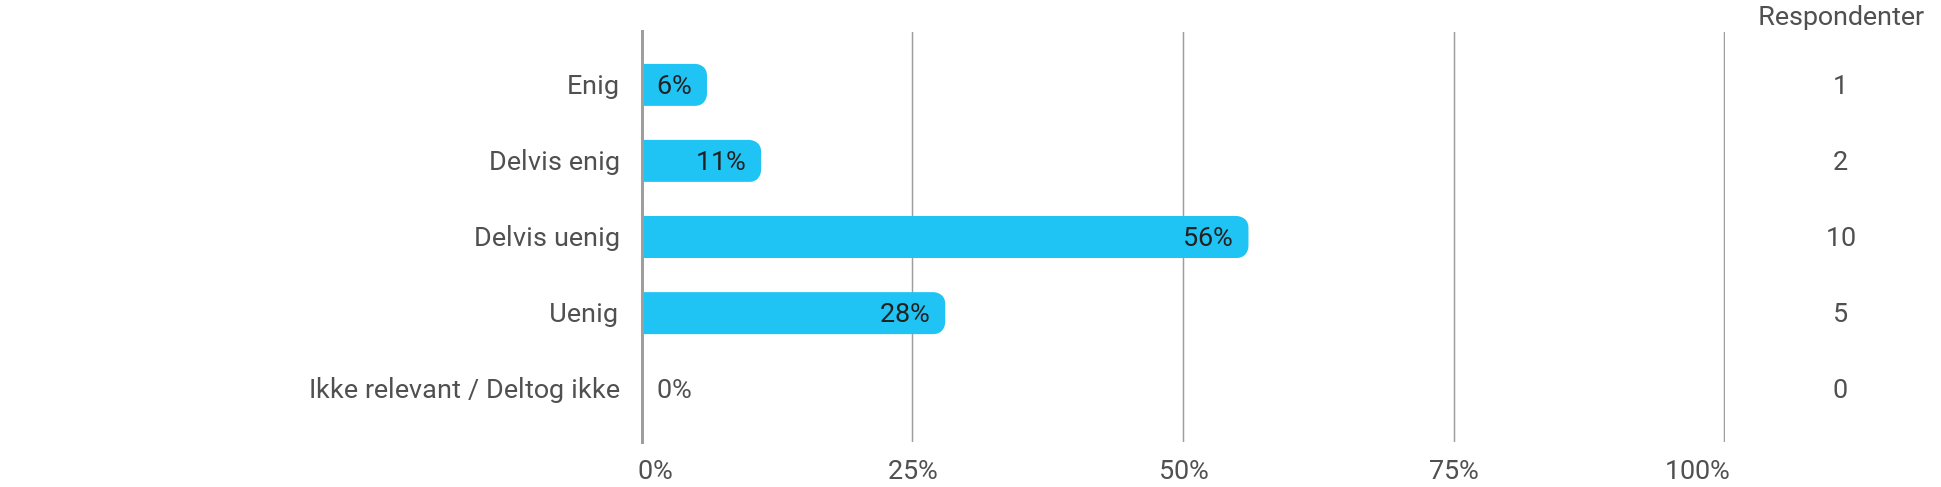 Respondenter
Enig 6% 1
Delvis enig 11% 2
Delvis uenig 56% 10
Uenig 28% 5
Ikke relevant / Deltog ikke 0% 0
0% 25% 50% 75% 100%